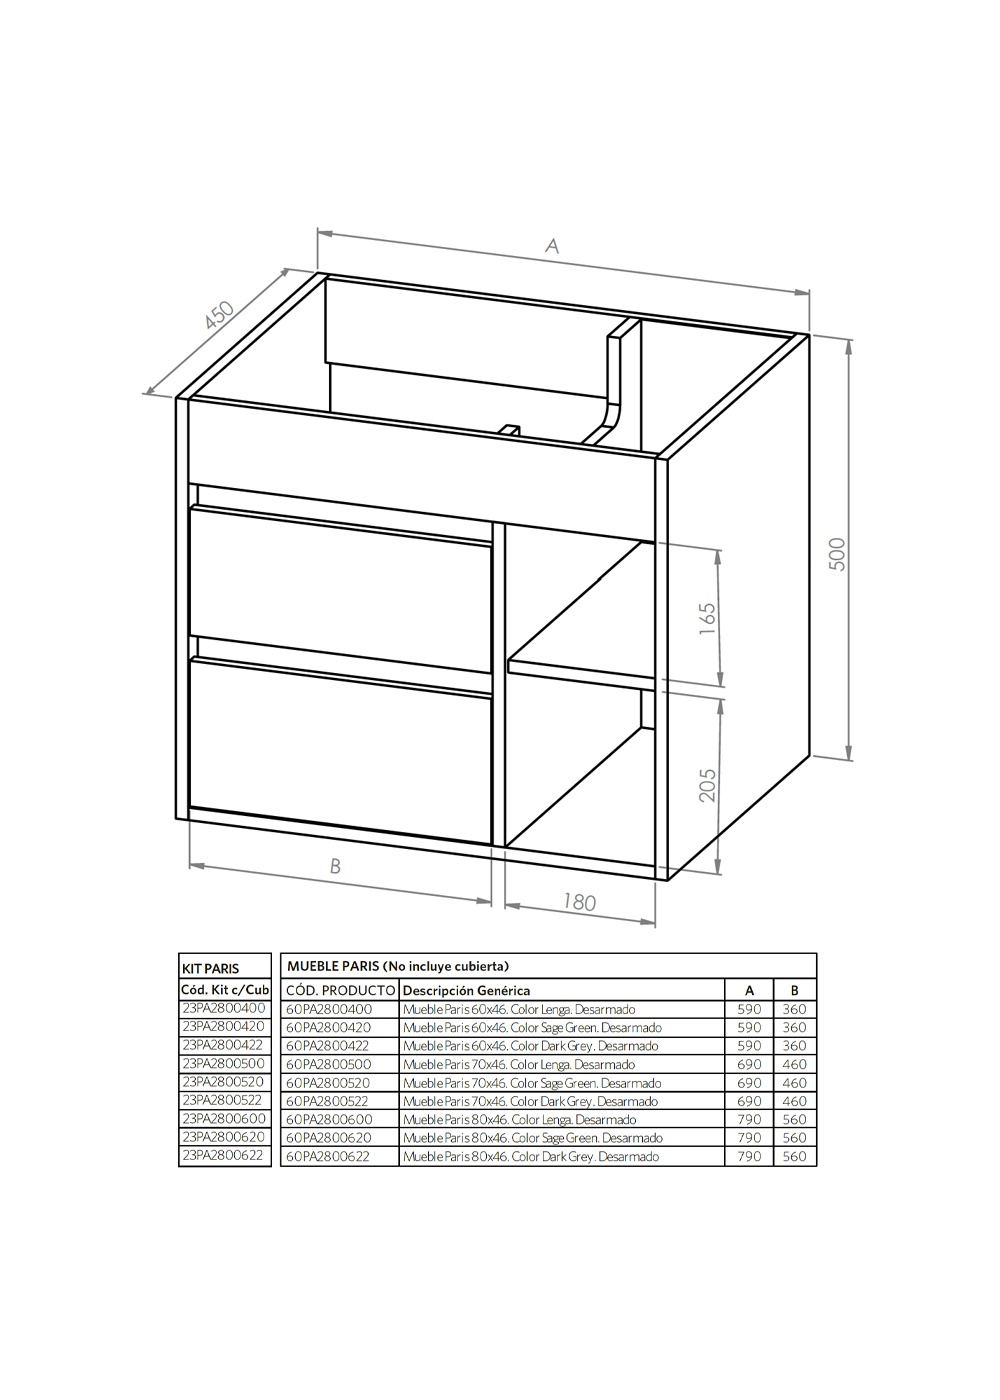 A
450
500
165
205
B
180
KIT PARIS
Cód. Kit c/Cub
23PA2800400
23PA2800420
23PA2800422
23PA2800500
23PA2800520
23PA2800522
23PA2800600
23PA2800620
23PA2800622
MUEBLE PARIS (No incluye cubierta)
CÓD. PRODUCTO Descripción Genérica A B
60PA2800400 Mueble Paris 60x46. Color Lenga. Desarmado 590 360
60PA2800420 Mueble Paris 60x46. Color Sage Green. Desarmado 590 360
60PA2800422 Mueble Paris 60x46. Color Dark Grey. Desarmado 590 360
60PA2800500 Mueble Paris 70x46. Color Lenga. Desarmado 690 460
60PA2800520 Mueble Paris 70x46. Color Sage Green. Desarmado 690 460
60PA2800522 Mueble Paris 70x46. Color Dark Grey. Desarmado 690 460
60PA2800600 Mueble Paris 80x46. Color Lenga. Desarmado 790 560
60PA2800620 Mueble Paris 80x46. Color Sage Green. Desarmado 790 560
60PA2800622 Mueble Paris 80x46. Color Dark Grey. Desarmado 790 560